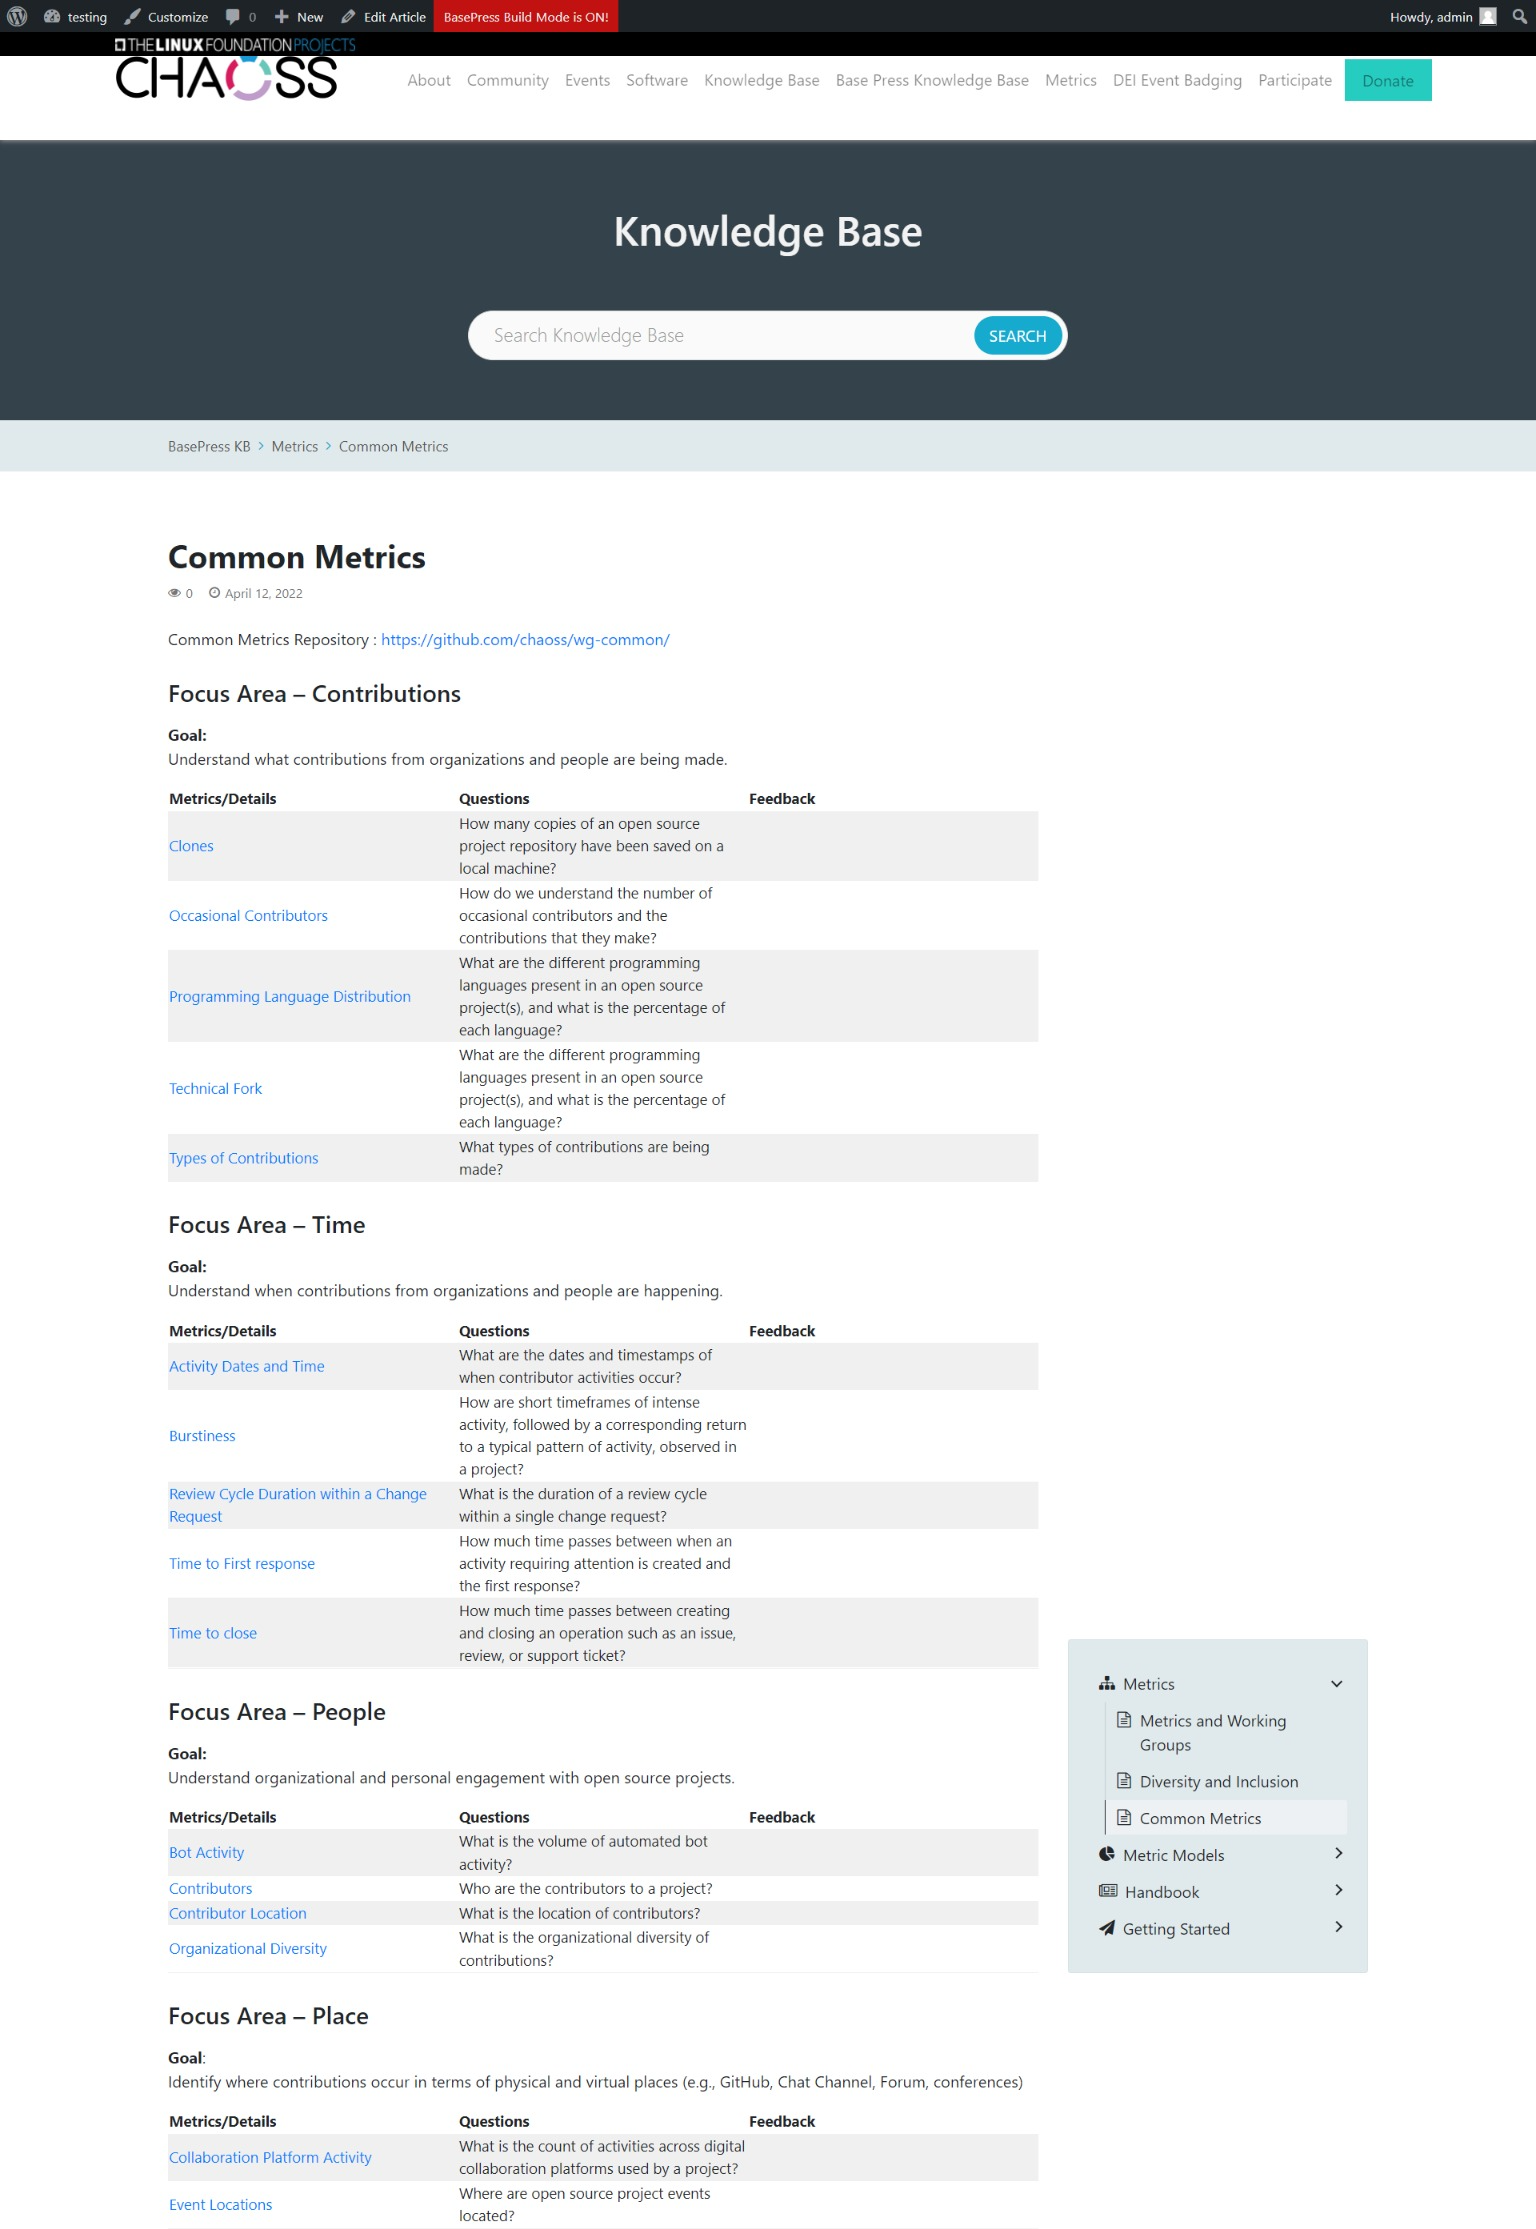 testing Customize 0 New Edit Article BasePress Build Mode is ON! Howdy, admin
THE LINUX FOUNDATION PROJECTS
CHAOSS
About Community Events Software Knowledge Base Base Press Knowledge Base Metrics DEI Event Badging Participate Donate
Knowledge Base
Search Knowledge Base SEARCH
BasePress KB > Metrics > Common Metrics
Common Metrics
0 April 12, 2022
Common Metrics Repository : https://github.com/chaoss/wg-common/
Focus Area – Contributions
Goal:
Understand what contributions from organizations and people are being made.
Metrics/Details Questions Feedback
Clones
How many copies of an open source
project repository have been saved on a
local machine?
Occasional Contributors
How do we understand the number of
occasional contributors and the
contributions that they make?
Programming Language Distribution
What are the different programming
languages present in an open source
project(s), and what is the percentage of
each language?
Technical Fork
What are the different programming
languages present in an open source
project(s), and what is the percentage of
each language?
Types of Contributions
What types of contributions are being
made?
Focus Area – Time
Goal:
Understand when contributions from organizations and people are happening.
Metrics/Details Questions Feedback
Activity Dates and Time
What are the dates and timestamps of
when contributor activities occur?
Burstiness
How are short timeframes of intense
activity, followed by a corresponding return
to a typical pattern of activity, observed in
a project?
Review Cycle Duration within a Change
Request
What is the duration of a review cycle
within a single change request?
Time to First response
How much time passes between when an
activity requiring attention is created and
the first response?
Time to close
How much time passes between creating
and closing an operation such as an issue,
review, or support ticket?
Focus Area – People
Goal:
Understand organizational and personal engagement with open source projects.
Metrics/Details Questions Feedback
Bot Activity
What is the volume of automated bot
activity?
Contributors
Who are the contributors to a project?
Contributor Location
What is the location of contributors?
Organizational Diversity
What is the organizational diversity of
contributions?
Focus Area – Place
Goal:
Identify where contributions occur in terms of physical and virtual places (e.g., GitHub, Chat Channel, Forum, conferences)
Metrics/Details Questions Feedback
Collaboration Platform Activity
What is the count of activities across digital
collaboration platforms used by a project?
Event Locations
Where are open source project events
located?
Metrics
Metrics and Working
Groups
Diversity and Inclusion
Common Metrics
Metric Models
Handbook
Getting Started